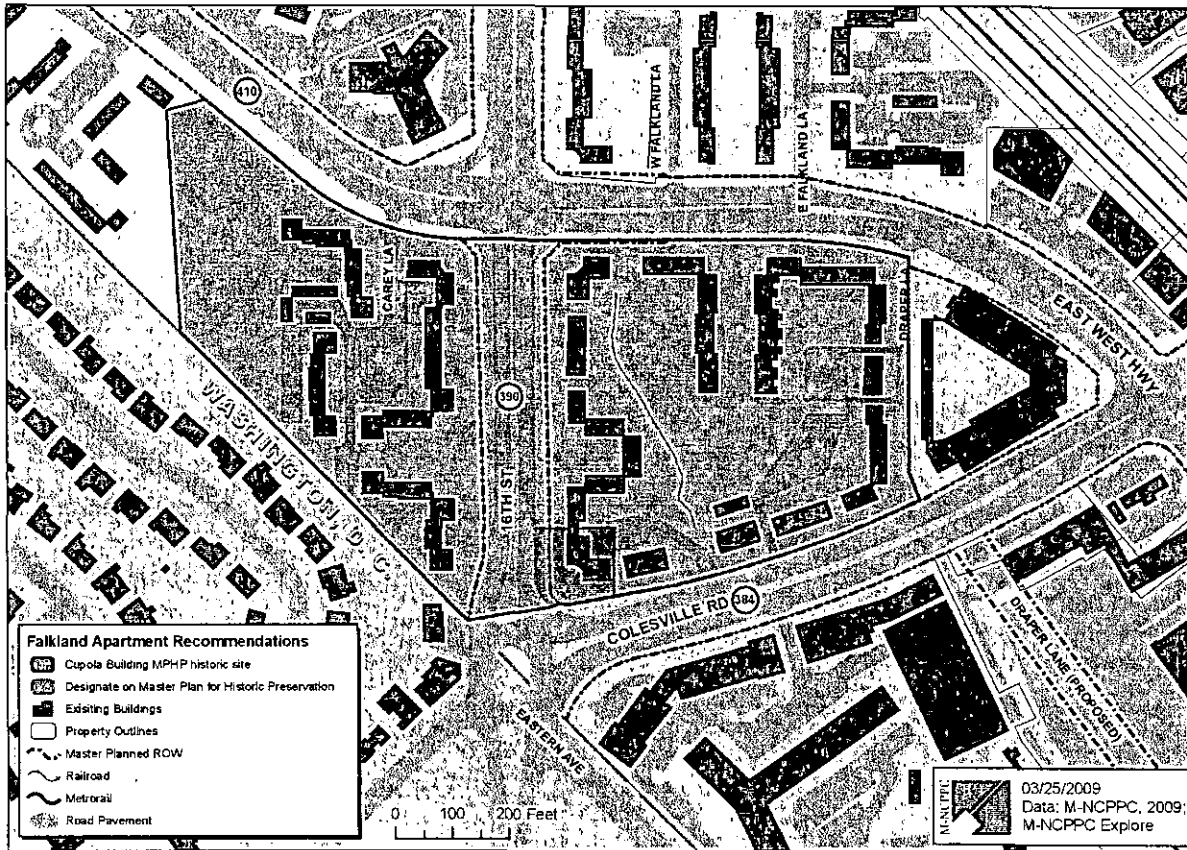 410
W FALKLAND LA
E FALKLAND LA
CAREY LA
DRAPER LA
EAST WEST HWY
WASHINGTON, D.C.
390
16TH ST
COLESVILLE RD
384
DRAPER LANE (PROPOSED)
EASTERN AVE
Falkland Apartment Recommendations
Cupola Building MPHP historic site
Designate on Master Plan for Historic Preservation
Exisiting Buildings
Property Outlines
Master Planned ROW
Railroad
Metrorail
Road Pavement
0 100 200 Feet
M-NCPPC
03/25/2009
Data: M-NCPPC, 2009;
M-NCPPC Explore